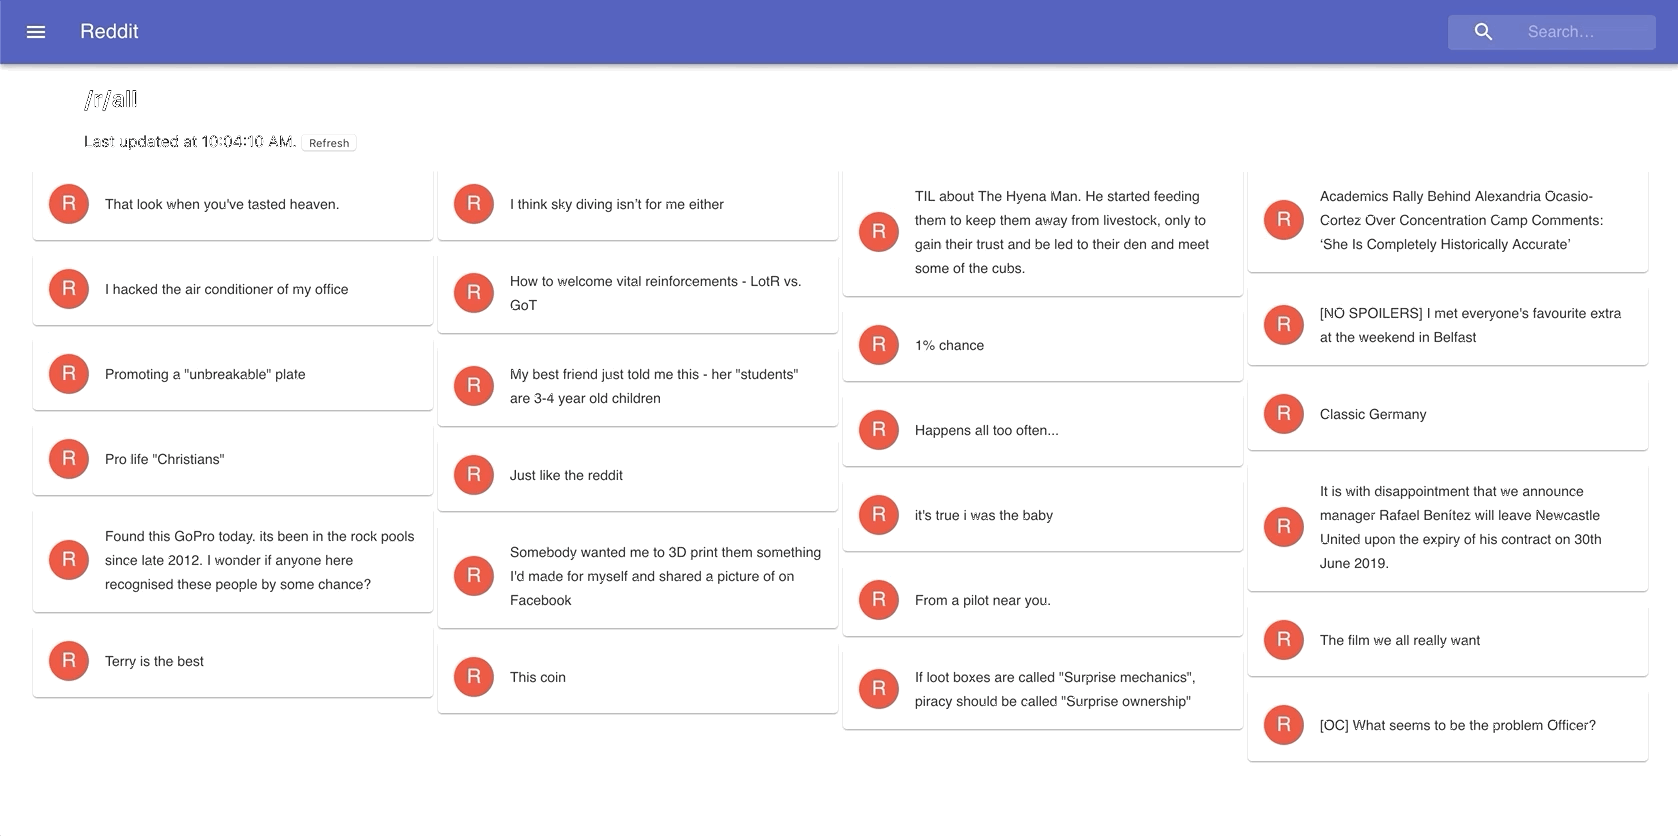 Reddit
Search...
/r/all
Last updated at 10:04:10 AM. Refresh
R
That look when you've tasted heaven.
R
I hacked the air conditioner of my office
R
Promoting a "unbreakable" plate
R
Pro life "Christians"
R
Found this GoPro today. its been in the rock pools
since late 2012. I wonder if anyone here
recognised these people by some chance?
R
Terry is the best
R
I think sky diving isn’t for me either
R
How to welcome vital reinforcements - LotR vs.
GoT
R
My best friend just told me this - her "students"
are 3-4 year old children
R
Just like the reddit
R
Somebody wanted me to 3D print them something
I'd made for myself and shared a picture of on
Facebook
R
This coin
R
TIL about The Hyena Man. He started feeding
them to keep them away from livestock, only to
gain their trust and be led to their den and meet
some of the cubs.
R
1% chance
R
Happens all too often...
R
it's true i was the baby
R
From a pilot near you.
R
If loot boxes are called "Surprise mechanics",
piracy should be called "Surprise ownership"
R
Academics Rally Behind Alexandria Ocasio-
Cortez Over Concentration Camp Comments:
‘She Is Completely Historically Accurate’
R
[NO SPOILERS] I met everyone's favourite extra
at the weekend in Belfast
R
Classic Germany
R
It is with disappointment that we announce
manager Rafael Benítez will leave Newcastle
United upon the expiry of his contract on 30th
June 2019.
R
The film we all really want
R
[OC] What seems to be the problem Officer?